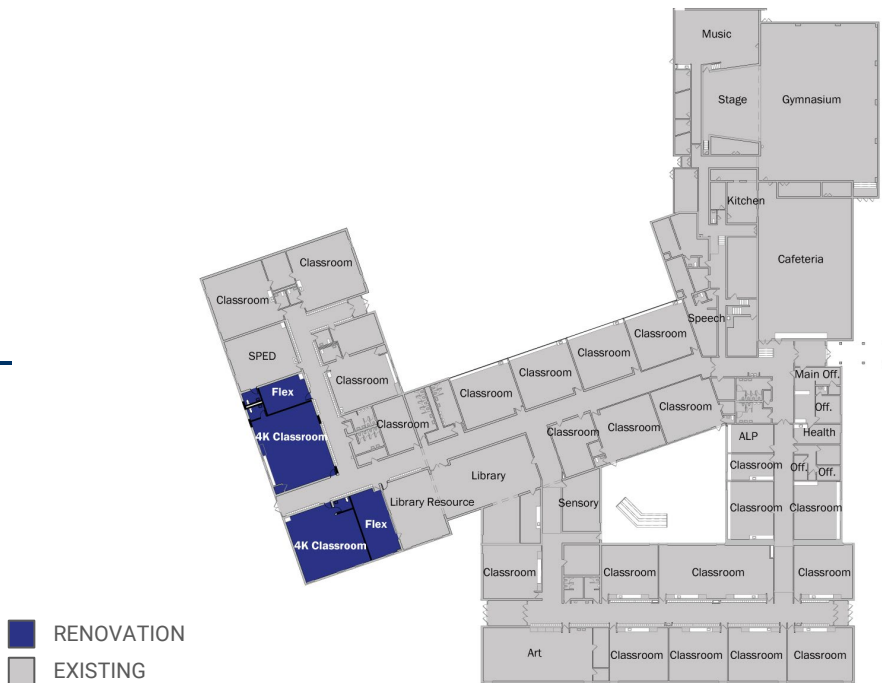 Music
Stage
Gymnasium
Kitchen
Cafeteria
Classroom
Classroom
Speech
SPED
Classroom
Classroom
Classroom
Classroom
Main Off.
Flex
Classroom
Off.
4K Classroom
Classroom
Classroom
Classroom
Classroom
Classroom
ALP
Health
Library
Classroom
Off.
Off.
Library Resource
Sensory
Classroom
Classroom
Flex
4K Classroom
Classroom
Classroom
Classroom
Classroom
Art
Classroom
Classroom
Classroom
Classroom
RENOVATION
EXISTING